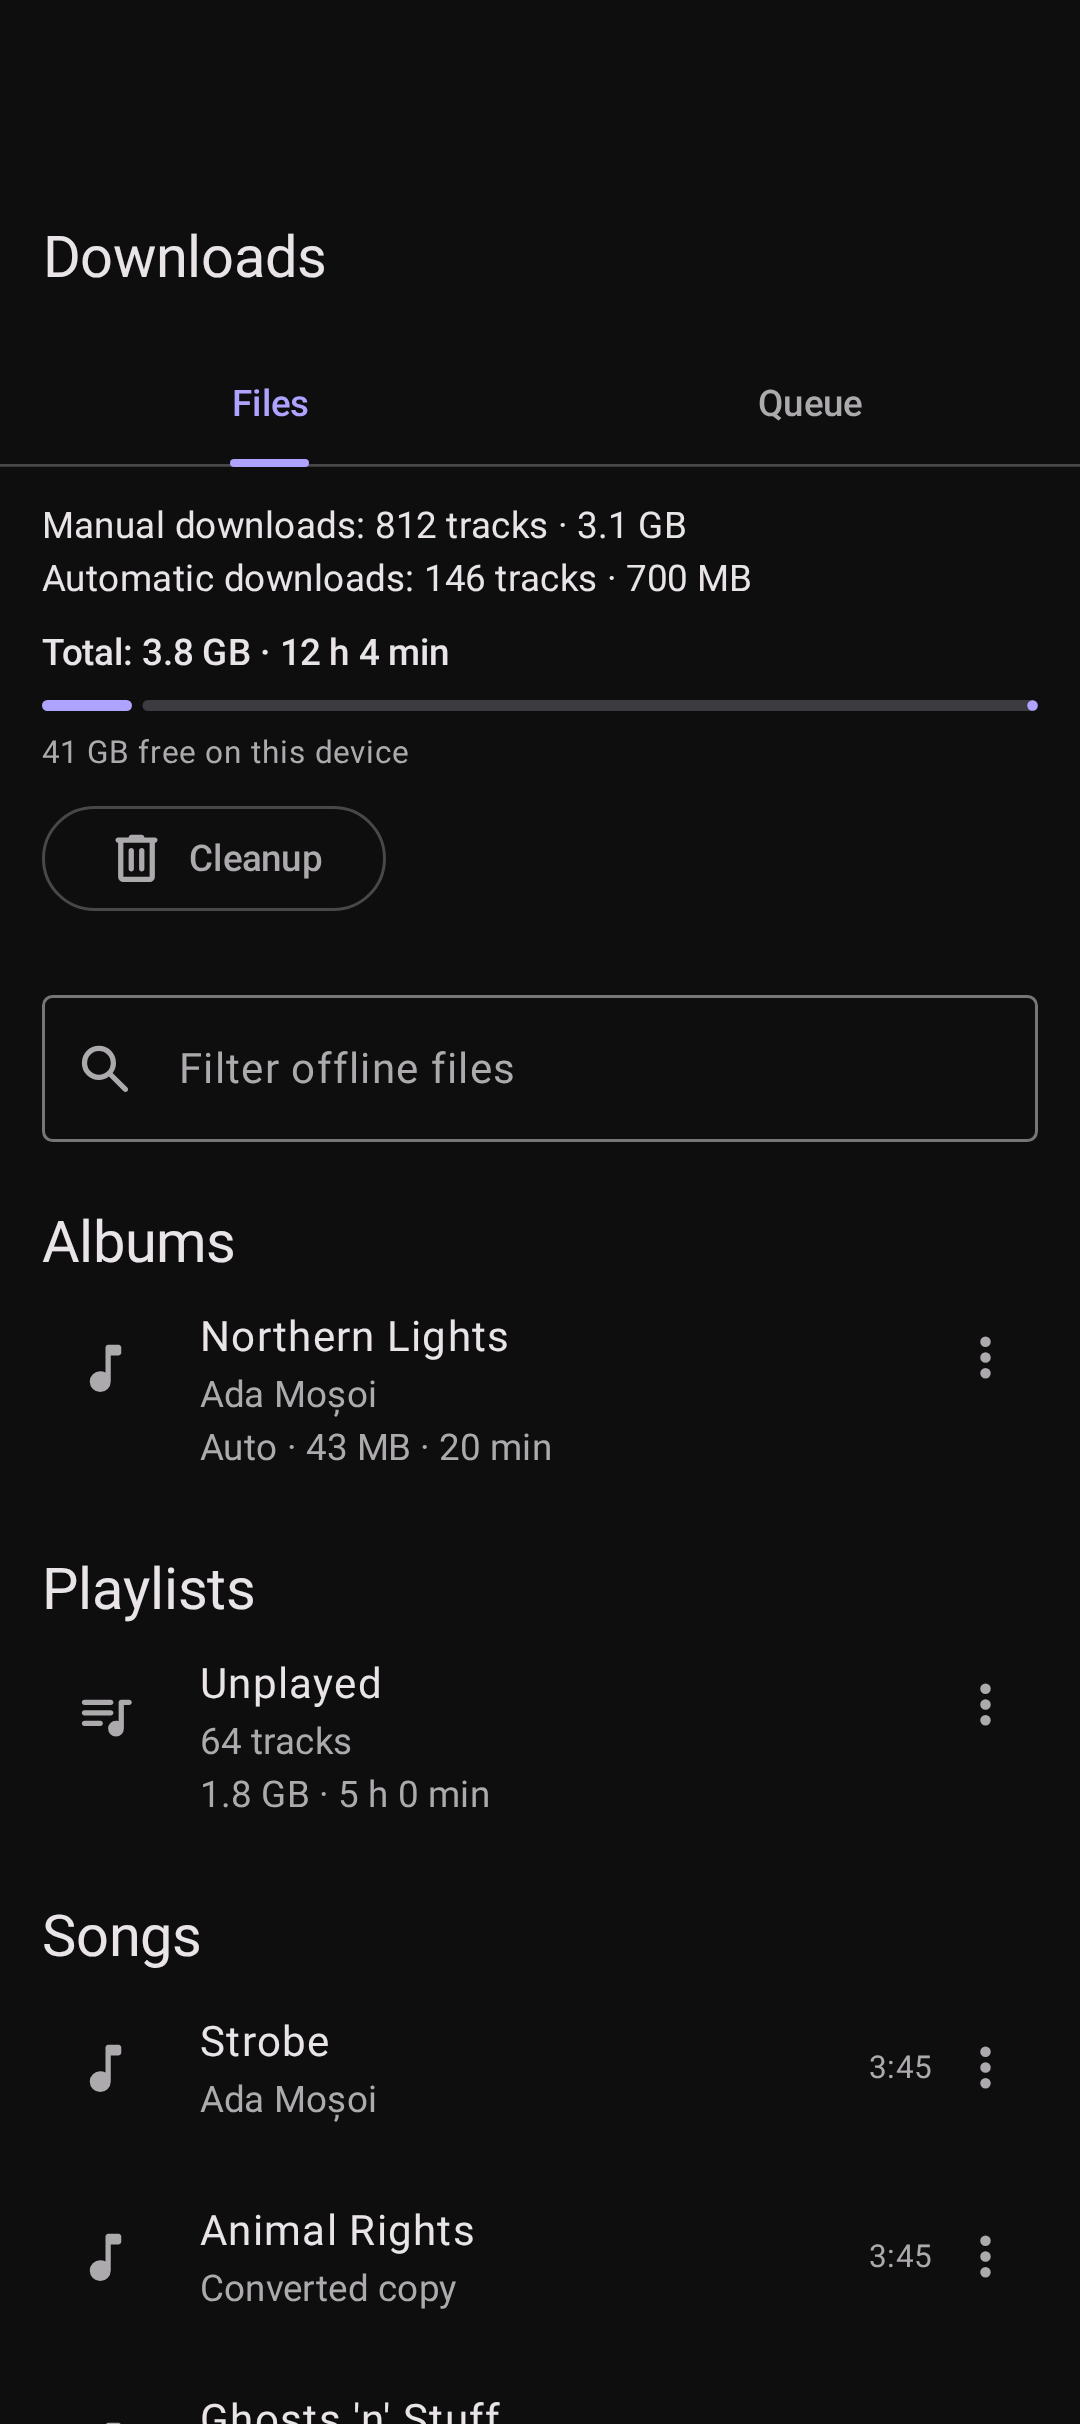 Downloads
Files
Queue
Manual downloads: 812 tracks · 3.1 GB
Automatic downloads: 146 tracks · 700 MB
Total: 3.8 GB · 12 h 4 min
41 GB free on this device
Cleanup
Filter offline files
Albums
Northern Lights
Ada Moșoi
Auto · 43 MB · 20 min
Playlists
Unplayed
64 tracks
1.8 GB · 5 h 0 min
Songs
Strobe
3:45
Ada Moșoi
Animal Rights
3:45
Converted copy
Ghosts 'n' Stuff